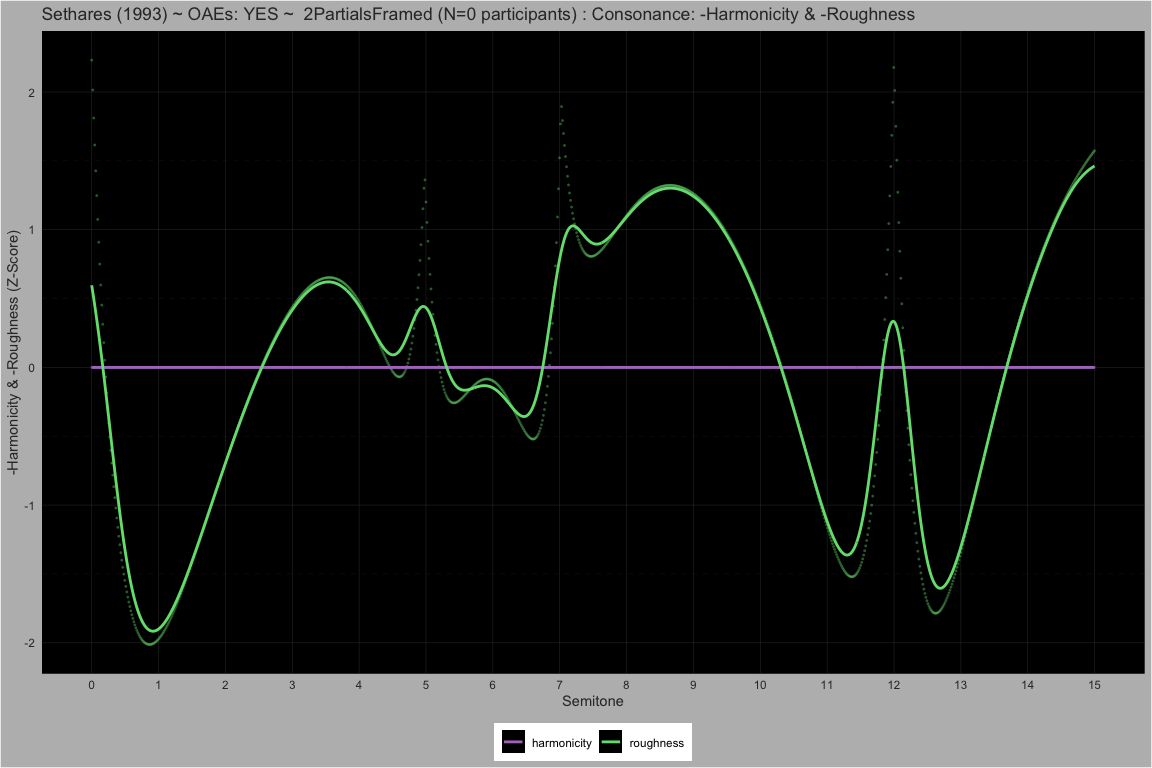 Sethares (1993) ~ OAEs: YES ~  2PartialsFramed (N=0 participants) : Consonance: -Harmonicity & -Roughness
-Harmonicity & -Roughness (Z-Score)
2
1
0
-1
-2
0 1 2 3 4 5 6 7 8 9 10 11 12 13 14 15
Semitone
harmonicity roughness